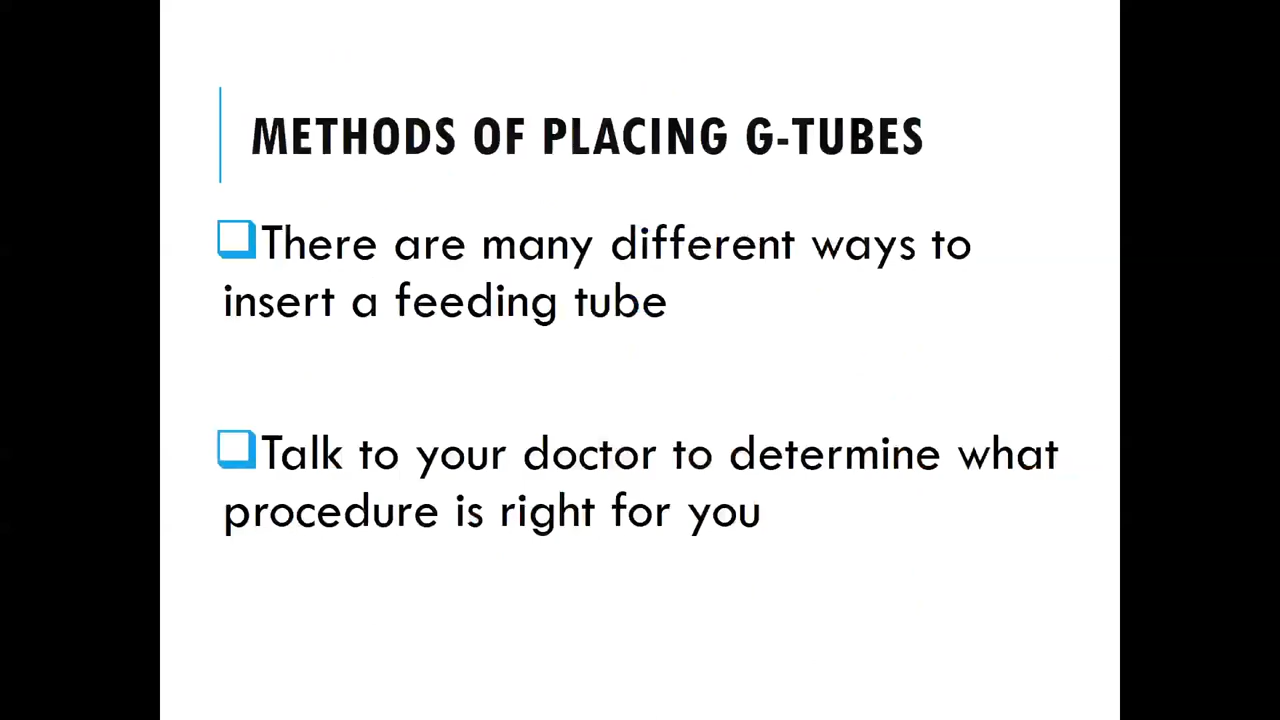 METHODS OF PLACING G-TUBES
There are many different ways to
insert a feeding tube
Talk to your doctor to determine what
procedure is right for you